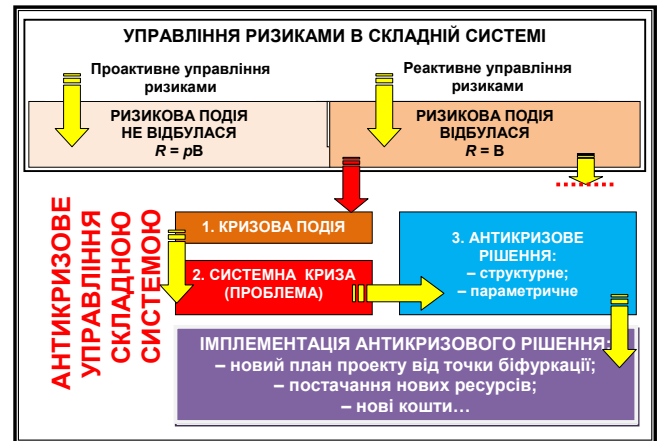 УПРАВЛІННЯ РИЗИКАМИ В СКЛАДНІЙ СИСТЕМІ
Проактивне управління
ризиками
Реактивне управління
ризиками
РИЗИКОВА ПОДІЯ
НЕ ВІДБУЛАСЯ
R = pB
РИЗИКОВА ПОДІЯ
ВІДБУЛАСЯ
R = B
АНТИКРИЗОВЕ
УПРАВЛІННЯ
СКЛАДНОЮ
СИСТЕМОЮ
1. КРИЗОВА ПОДІЯ
2. СИСТЕМНА КРИЗА
(ПРОБЛЕМА)
3. АНТИКРИЗОВЕ
РІШЕННЯ:
– структурне;
– параметричне
ІМПЛЕМЕНТАЦІЯ АНТИКРИЗОВОГО РІШЕННЯ:
– новий план проекту від точки біфуркації;
– постачання нових ресурсів;
– нові кошти…